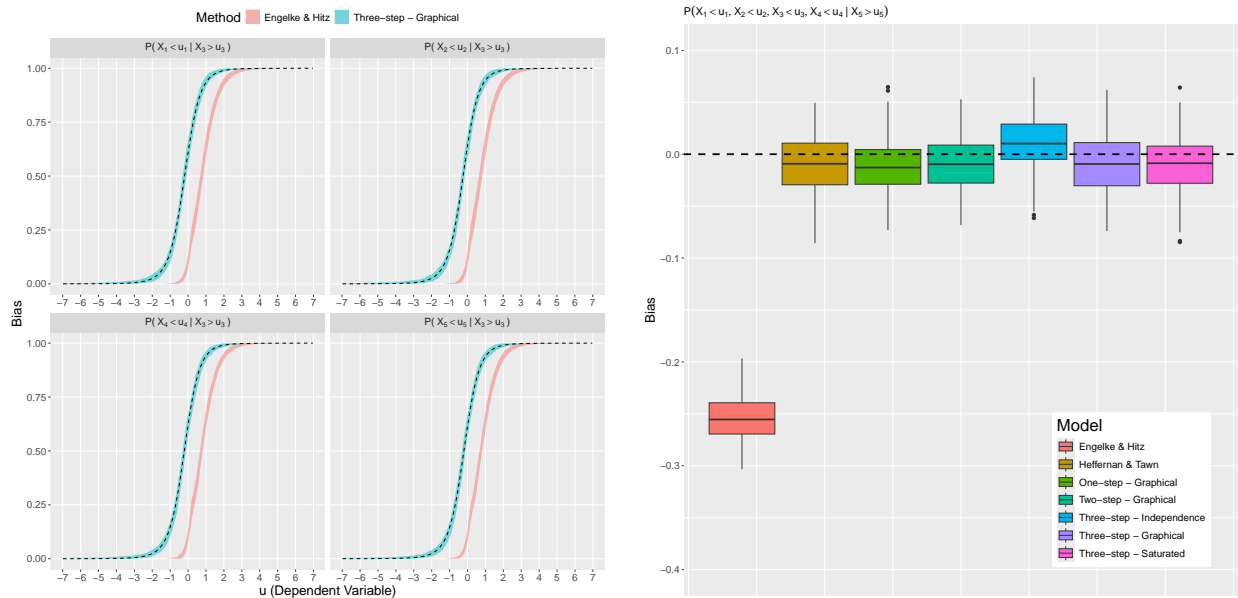 Method Engelke & Hitz Three−step − Graphical
P( X1 < u1 | X3 > u3 )
P( X2 < u2 | X3 > u3 )
1.00
0.75
0.50
0.25
0.00
−7 −6 −5 −4 −3 −2 −1 0 1 2 3 4 5 6 7
−7 −6 −5 −4 −3 −2 −1 0 1 2 3 4 5 6 7
P( X4 < u4 | X3 > u3 )
P( X5 < u5 | X3 > u3 )
1.00
0.75
0.50
0.25
0.00
−7 −6 −5 −4 −3 −2 −1 0 1 2 3 4 5 6 7
−7 −6 −5 −4 −3 −2 −1 0 1 2 3 4 5 6 7
Bias
u (Dependent Variable)
P(X1 < u1, X2 < u2, X3 < u3, X4 < u4 | X5 > u5)
0.1
0.0
−0.1
−0.2
−0.3
−0.4
Bias
Model
Engelke & Hitz
Heffernan & Tawn
One−step − Graphical
Two−step − Graphical
Three−step − Independence
Three−step − Graphical
Three−step − Saturated